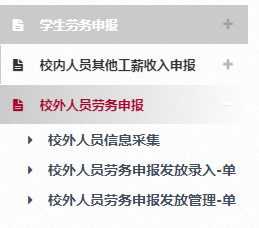 学生劳务申报
校内人员其他工薪收入申报
校外人员劳务申报
校外人员信息采集
校外人员劳务申报发放录入-单
校外人员劳务申报发放管理-单